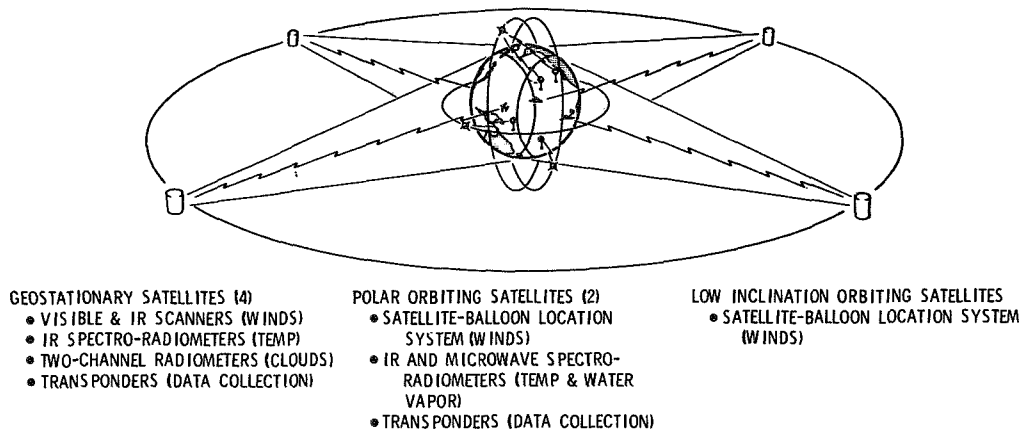 GEOSTATIONARY SATELLITES (4)
• VISIBLE & IR SCANNERS (WINDS)
• IR SPECTRO-RADIOMETERS (TEMP)
• TWO-CHANNEL RADIOMETERS (CLOUDS)
• TRANSPONDERS (DATA COLLECTION)
POLAR ORBITING SATELLITES (2)
• SATELLITE-BALLOON LOCATION
SYSTEM (WINDS)
• IR AND MICROWAVE SPECTRO-
RADIOMETERS (TEMP & WATER
VAPOR)
• TRANSPONDERS (DATA COLLECTION)
LOW INCLINATION ORBITING SATELLITES
• SATELLITE-BALLOON LOCATION SYSTEM
(WINDS)